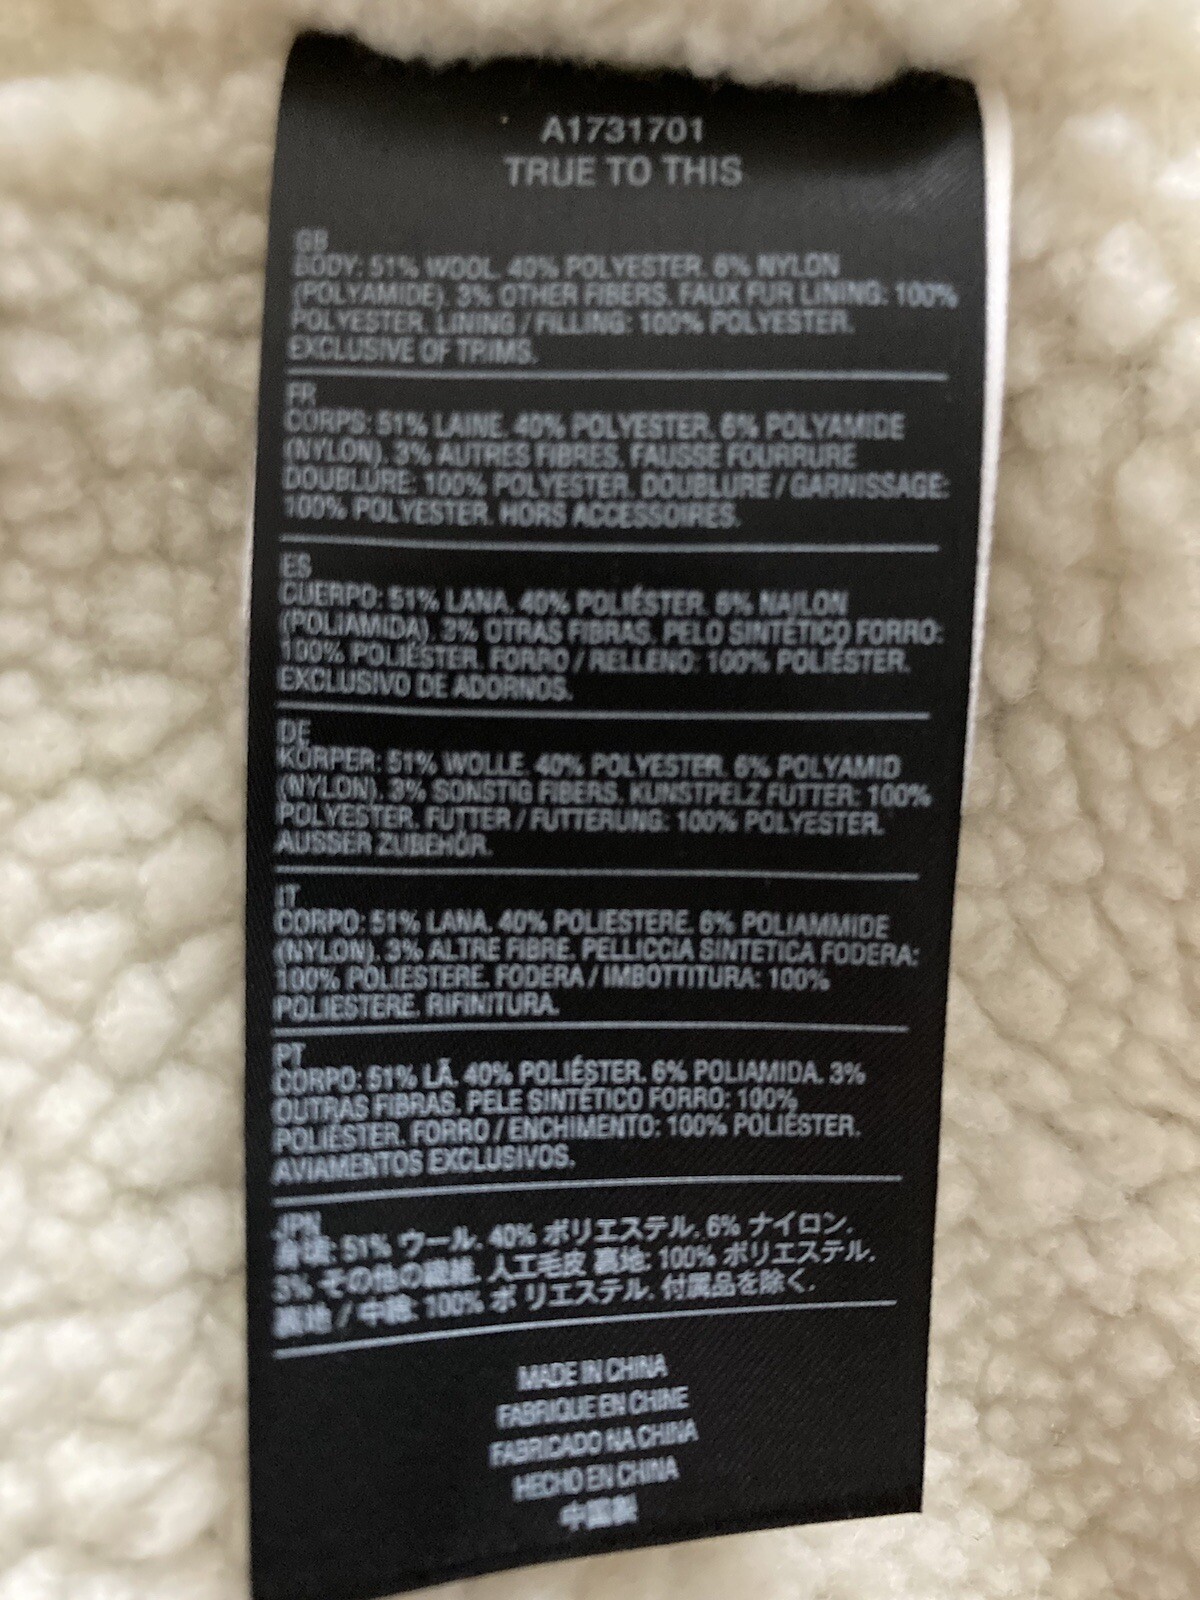 A1731701
TRUE TO THIS
GB
BODY: 51% WOOL. 40% POLYESTER. 6% NYLON
(POLYAMIDE). 3% OTHER FIBERS. FAUX FUR LINING: 100%
POLYESTER. LINING / FILLING: 100% POLYESTER.
EXCLUSIVE OF TRIMS.
FR
CORPS: 51% LAINE. 40% POLYESTER. 6% POLYAMIDE
(NYLON). 3% AUTRES FIBRES. FAUSSE FOURRURE
DOUBLURE: 100% POLYESTER. DOUBLURE / GARNISSAGE:
100% POLYESTER. HORS ACCESSOIRES.
ES
CUERPO: 51% LANA. 40% POLIÉSTER. 6% NAILON
(POLIAMIDA). 3% OTRAS FIBRAS. PELO SINTÉTICO FORRO:
100% POLIÉSTER. FORRO / RELLENO: 100% POLIÉSTER.
EXCLUSIVO DE ADORNOS.
DE
KÖRPER: 51% WOLLE. 40% POLYESTER. 6% POLYAMID
(NYLON). 3% SONSTIG FIBERS. KUNSTPELZ FUTTER: 100%
POLYESTER. FUTTER / FUTTERUNG: 100% POLYESTER.
AUSSER ZUBEHÖR.
IT
CORPO: 51% LANA. 40% POLIESTERE. 6% POLIAMMIDE
(NYLON). 3% ALTRE FIBRE. PELLICCIA SINTETICA FODERA:
100% POLIESTERE. FODERA / IMBOTTITURA: 100%
POLIESTERE. RIFINITURA.
PT
CORPO: 51% LÃ. 40% POLIÉSTER. 6% POLIAMIDA. 3%
OUTRAS FIBRAS. PELE SINTÉTICO FORRO: 100%
POLIÉSTER. FORRO / ENCHIMENTO: 100% POLIÉSTER.
AVIAMENTOS EXCLUSIVOS.
JPN
身頃: 51% ウール. 40% ポリエステル. 6% ナイロン.
3% その他の繊維. 人工毛皮 裏地: 100% ポリエステル.
裏地 / 中綿: 100% ポ リエステル. 付属品を除く.
MADE IN CHINA
FABRIQUE EN CHINE
FABRICADO NA CHINA
HECHO EN CHINA
中国製